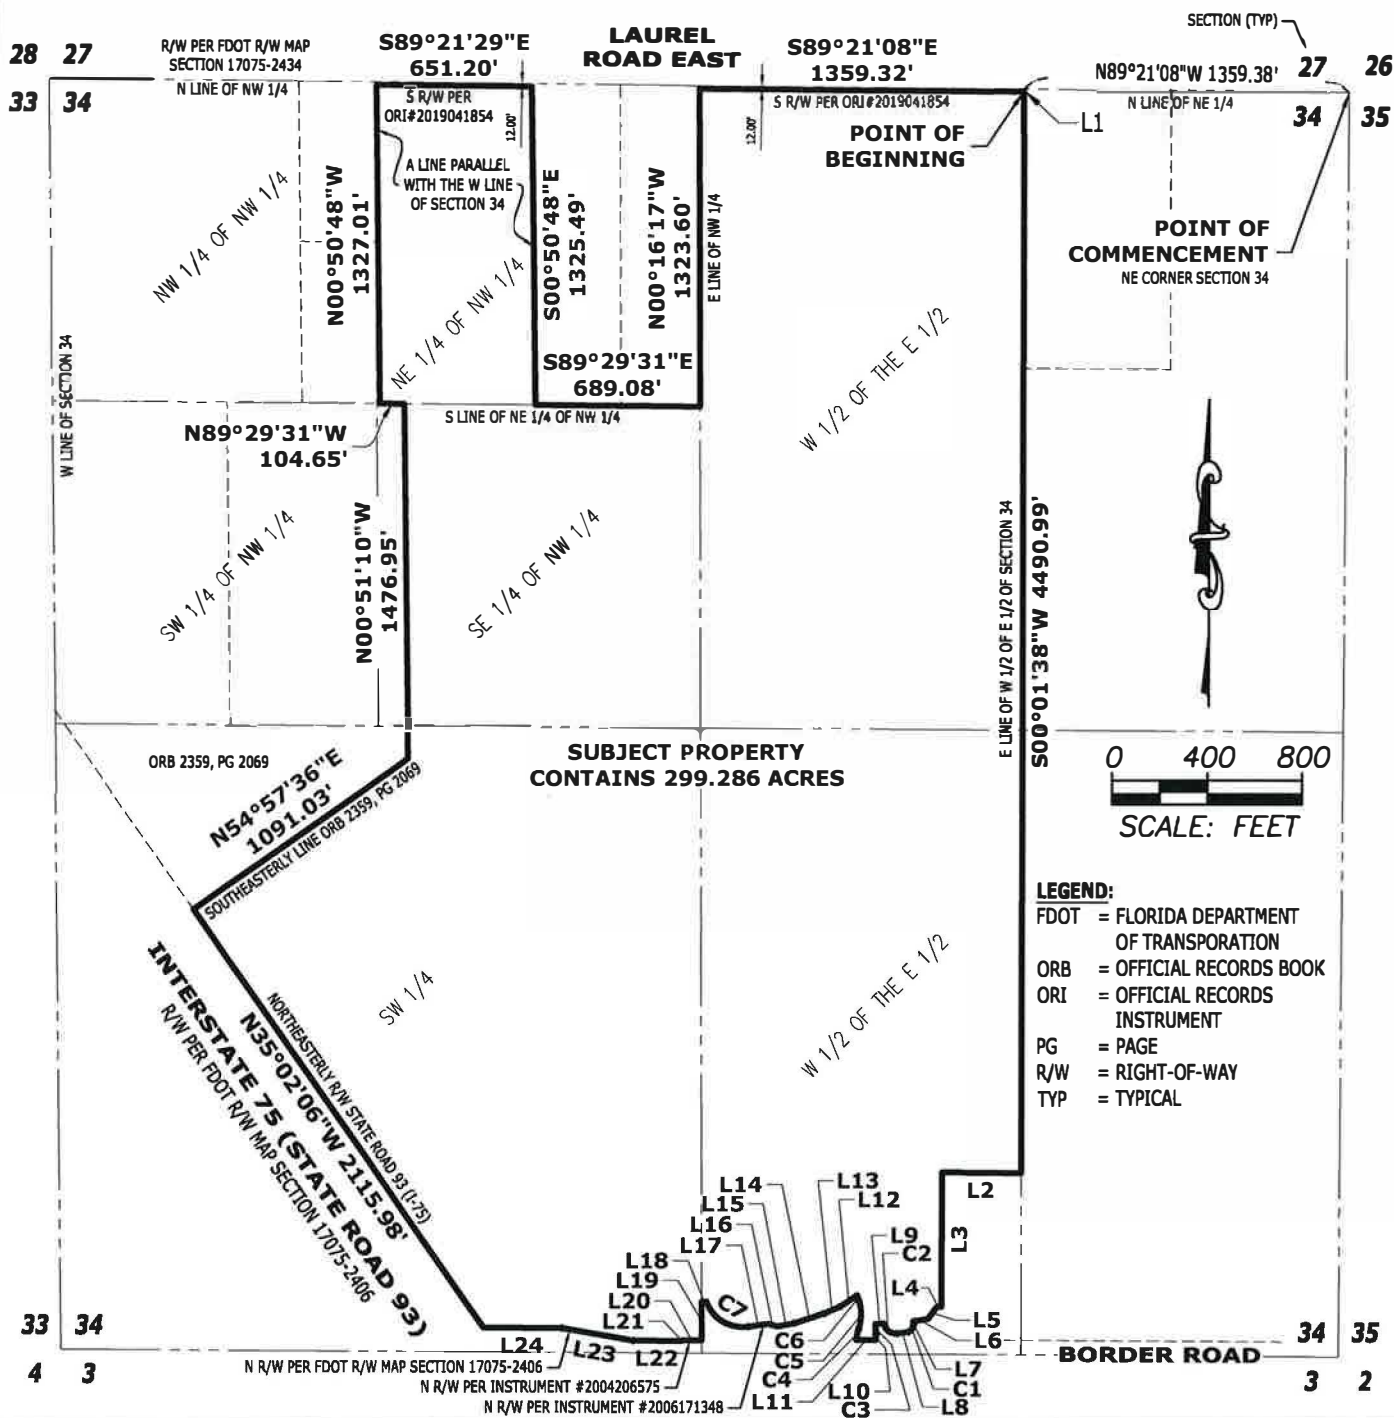 SECTION (TYP)
28 27
R/W PER FDOT R/W MAP
SECTION 17075-2434
S89°21'29"E
651.20'
LAUREL
ROAD EAST
S89°21'08"E
1359.32'
N89°21'08"W 1359.38'
27 26
N LINE OF NW 1/4
N LINE OF NE 1/4
33 34
S R/W PER
ORI#2019041854
12.00'
S R/W PER ORI#2019041854
12.00'
L1
34 35
POINT OF
BEGINNING
A LINE PARALLEL
WITH THE W LINE
OF SECTION 34
NW 1/4 OF NW 1/4
N00°50'48"W
1327.01'
S00°50'48"E
1325.49'
N00°16'17"W
1323.60'
E LINE OF NW 1/4
POINT OF
COMMENCEMENT
NE CORNER SECTION 34
NE 1/4 OF NW 1/4
S89°29'31"E
689.08'
W 1/2 OF THE E 1/2
W LINE OF SECTION 34
S LINE OF NE 1/4 OF NW 1/4
N89°29'31"W
104.65'
SW 1/4 OF NW 1/4
N00°51'10"W
1476.95'
SE 1/4 OF NW 1/4
E LINE OF W 1/2 OF E 1/2 OF SECTION 34
S00°01'38"W 4490.99'
SUBJECT PROPERTY
CONTAINS 299.286 ACRES
0 400 800
SCALE: FEET
ORB 2359, PG 2069
N54°57'36"E
1091.03'
SOUTHEASTERLY LINE ORB 2359, PG 2069
LEGEND:
FDOT = FLORIDA DEPARTMENT
OF TRANSPORATION
ORB = OFFICIAL RECORDS BOOK
ORI = OFFICIAL RECORDS
INSTRUMENT
PG = PAGE
R/W = RIGHT-OF-WAY
TYP = TYPICAL
SW 1/4
W 1/2 OF THE E 1/2
NORTHEASTERLY R/W STATE ROAD 93 (I-75)
N35°02'06"W 2115.98'
INTERSTATE 75 (STATE ROAD 93)
R/W PER FDOT R/W MAP SECTION 17075-2406
L2
L3
L14
L13
L15
L12
L16
L9
L17
C2
L18
L4
L19
C7
L5
L20
L6
L21
C6
33 34
L24
L23
L22
C5
L7
34 35
BORDER ROAD
4 3
N R/W PER FDOT R/W MAP SECTION 17075-2406
C4
C1
3 2
N R/W PER INSTRUMENT #2004206575
L11
L10
L8
N R/W PER INSTRUMENT #2006171348
C3